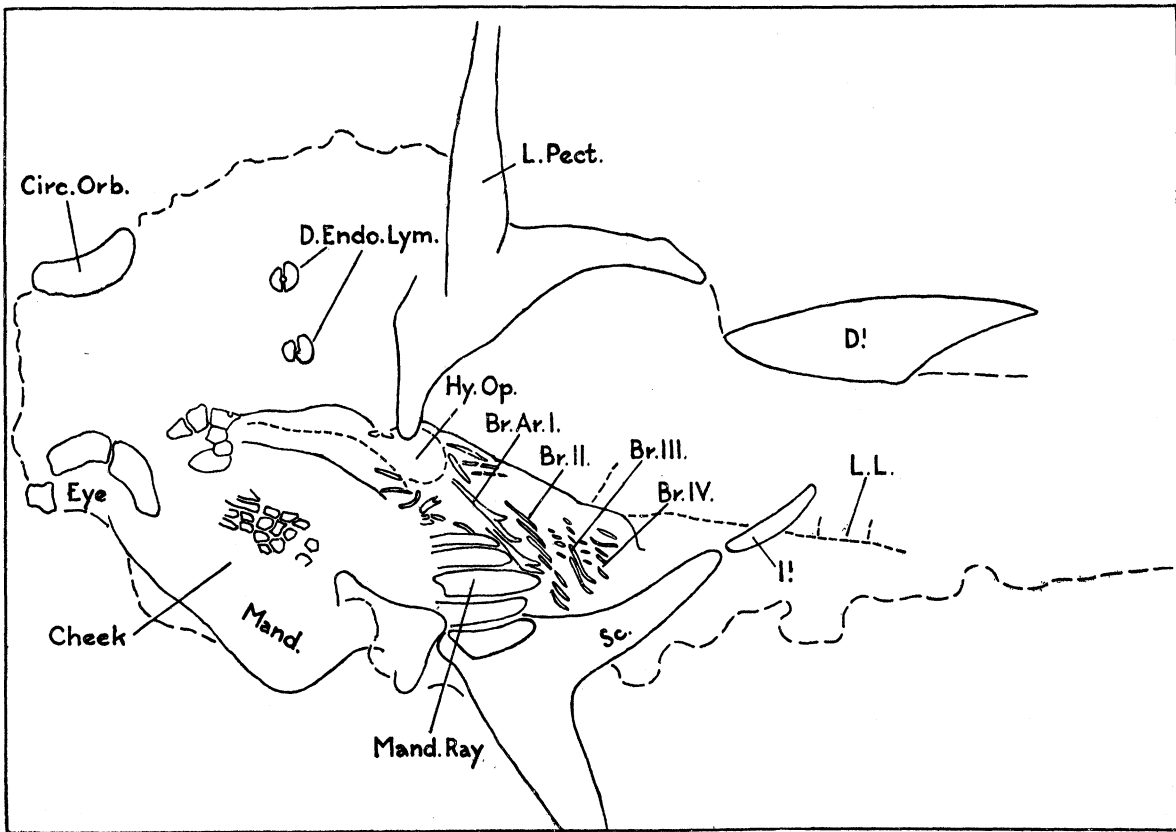 L.Pect.
Circ.Orb.
D.Endo.Lym.
D!
Hy.Op.
Br.Ar.I.
Br.II.
Br.III.
L.L.
Br.IV.
Eye
I!
Cheek
Mand.
Sc.
Mand.Ray